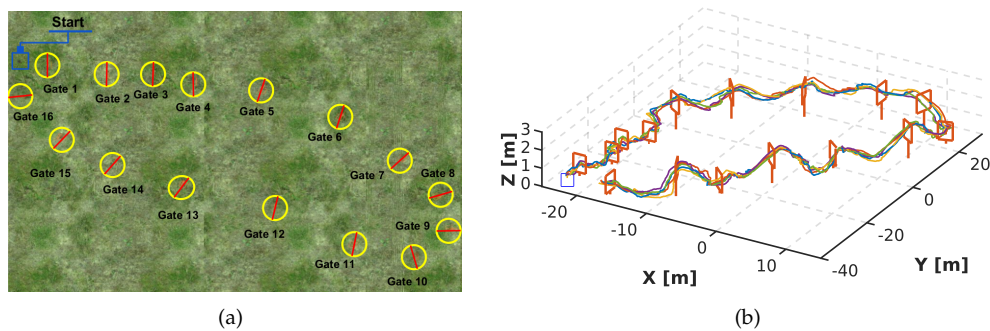 Start
Gate 1
Gate 2
Gate 3
Gate 4
Gate 5
Gate 16
Gate 6
Gate 15
Gate 7
Gate 8
Gate 14
Gate 13
Gate 9
Gate 12
Gate 11
Gate 10
(a)
3
2
1
0
Z [m]
-20
-10
0
10
X [m]
-40
-20
0
20
Y [m]
(b)